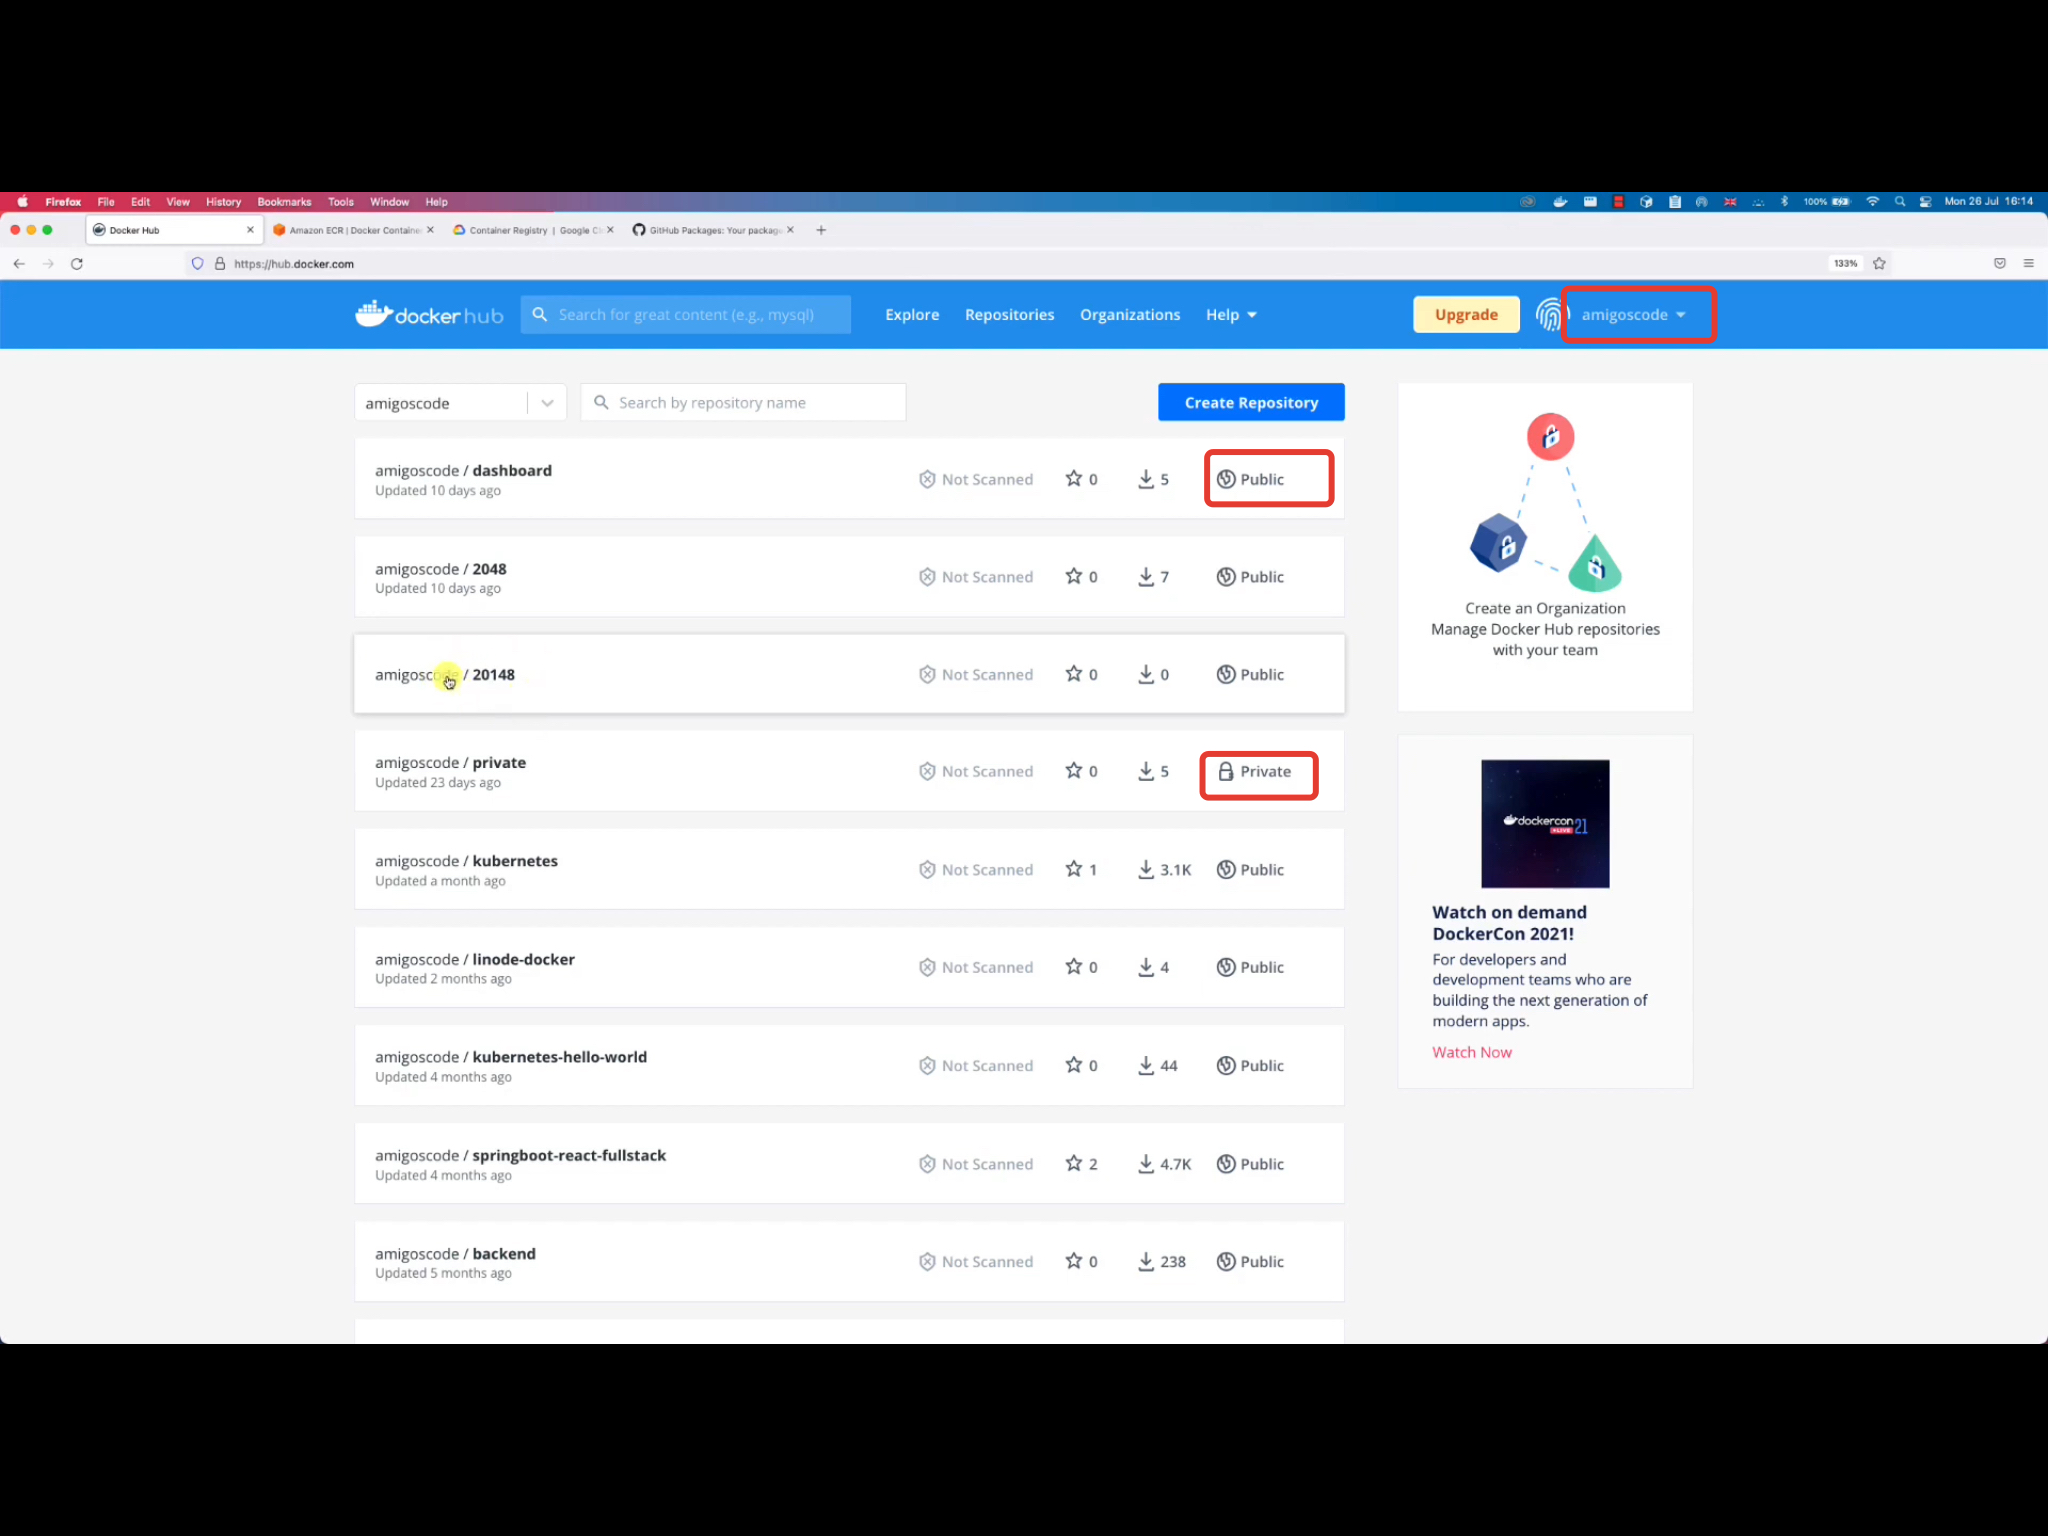 Firefox File Edit View History Bookmarks Tools Window Help 100% Mon 26 Jul 16:14
Docker Hub Amazon ECR | Docker Containe Container Registry | Google Cl GitHub Packages: Your packag
https://hub.docker.com 133%
docker hub Search for great content (e.g., mysql) Explore Repositories Organizations Help Upgrade amigoscode
amigoscode Search by repository name Create Repository
amigoscode / dashboard
Updated 10 days ago
Not Scanned 0 5 Public
amigoscode / 2048
Updated 10 days ago
Not Scanned 0 7 Public
amigoscode / 20148
Not Scanned 0 0 Public
amigoscode / private
Updated 23 days ago
Not Scanned 0 5 Private
amigoscode / kubernetes
Updated a month ago
Not Scanned 1 3.1K Public
amigoscode / linode-docker
Updated 2 months ago
Not Scanned 0 4 Public
amigoscode / kubernetes-hello-world
Updated 4 months ago
Not Scanned 0 44 Public
amigoscode / springboot-react-fullstack
Updated 4 months ago
Not Scanned 2 4.7K Public
amigoscode / backend
Updated 5 months ago
Not Scanned 0 238 Public
Create an Organization
Manage Docker Hub repositories
with your team
dockercon
LIVE 21
Watch on demand
DockerCon 2021!
For developers and
development teams who are
building the next generation of
modern apps.
Watch Now